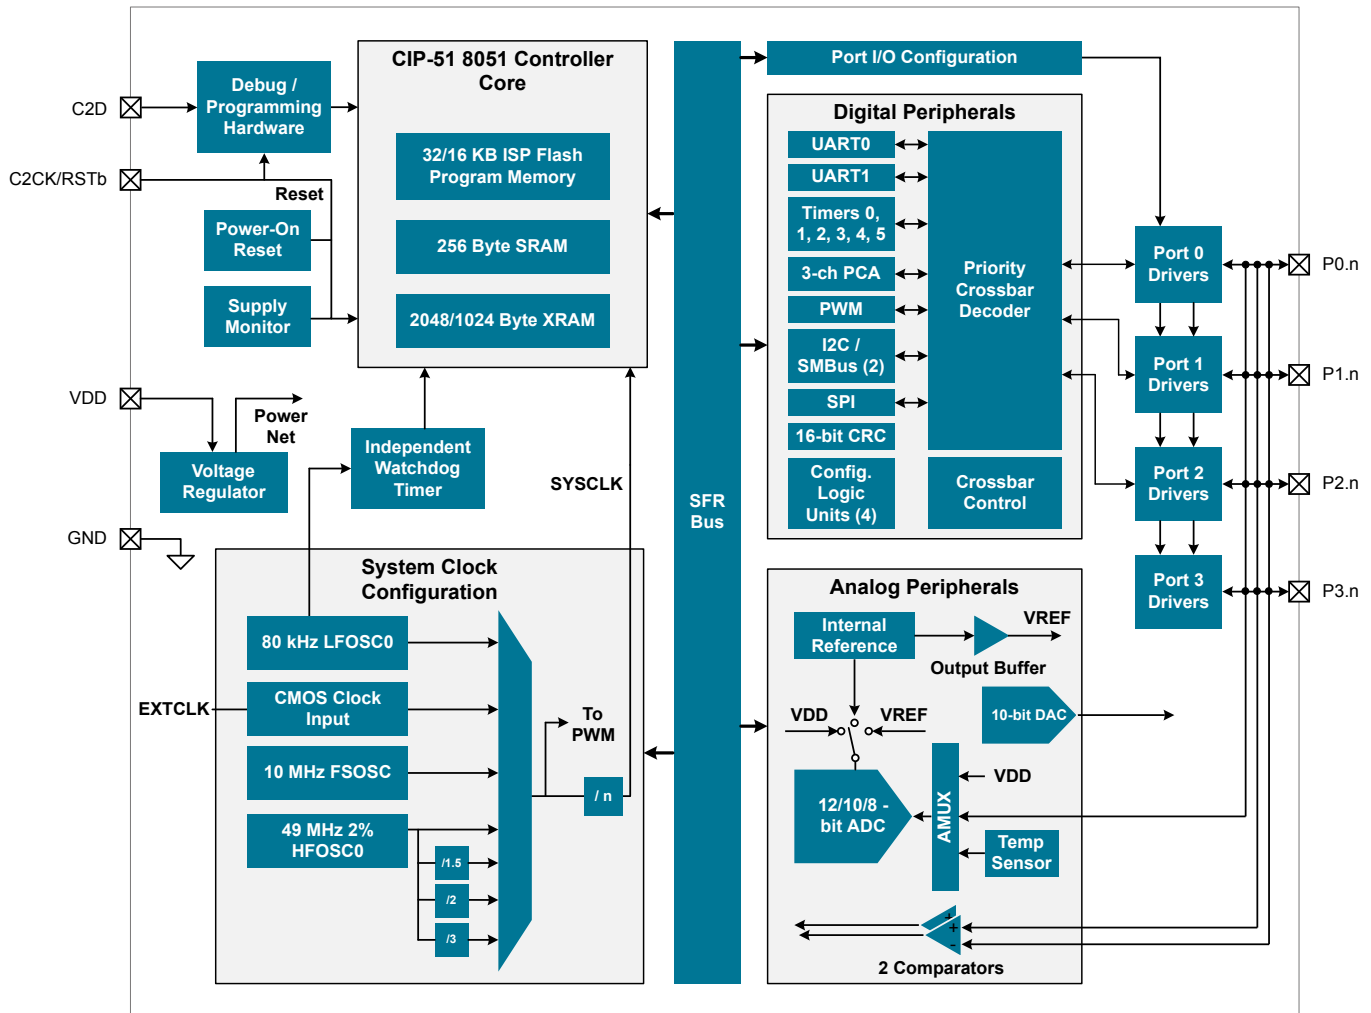 CIP-51 8051 Controller
Core
32/16 KB ISP Flash
Program Memory
256 Byte SRAM
2048/1024 Byte XRAM
C2D
Debug /
Programming
Hardware
C2CK/RSTb
Reset
Power-On
Reset
Supply
Monitor
VDD
Power
Net
Voltage
Regulator
GND
Independent
Watchdog
Timer
SYSCLK
System Clock
Configuration
80 kHz LFOSC0
EXTCLK
CMOS Clock
Input
10 MHz FSOSC
49 MHz 2%
HFOSC0
/1.5
/2
/3
To
PWM
/ n
SFR
Bus
Port I/O Configuration
Digital Peripherals
UART0
UART1
Timers 0,
1, 2, 3, 4, 5
3-ch PCA
PWM
I2C /
SMBus (2)
SPI
16-bit CRC
Config.
Logic
Units (4)
Priority
Crossbar
Decoder
Crossbar
Control
Port 0
Drivers
P0.n
Port 1
Drivers
P1.n
Port 2
Drivers
P2.n
Port 3
Drivers
P3.n
Analog Peripherals
Internal
Reference
VREF
Output Buffer
10-bit DAC
VDD
VREF
12/10/8 -
bit ADC
AMUX
VDD
Temp
Sensor
+
+
-
2 Comparators